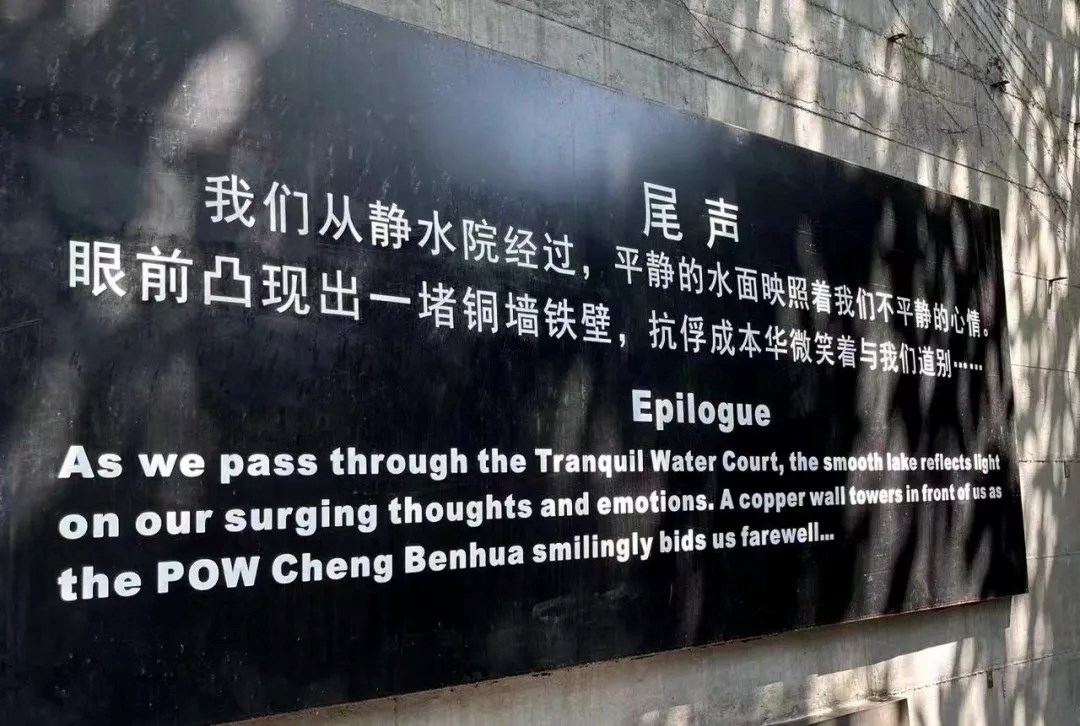 尾声
我们从静水院经过，平静的水面映照着我们不平静的心情。
眼前凸现出一堵铜墙铁壁，抗俘成本华微笑着与我们道别……
Epilogue
As we pass through the Tranquil Water Court, the smooth lake reflects light
on our surging thoughts and emotions. A copper wall towers in front of us as
the POW Cheng Benhua smilingly bids us farewell...